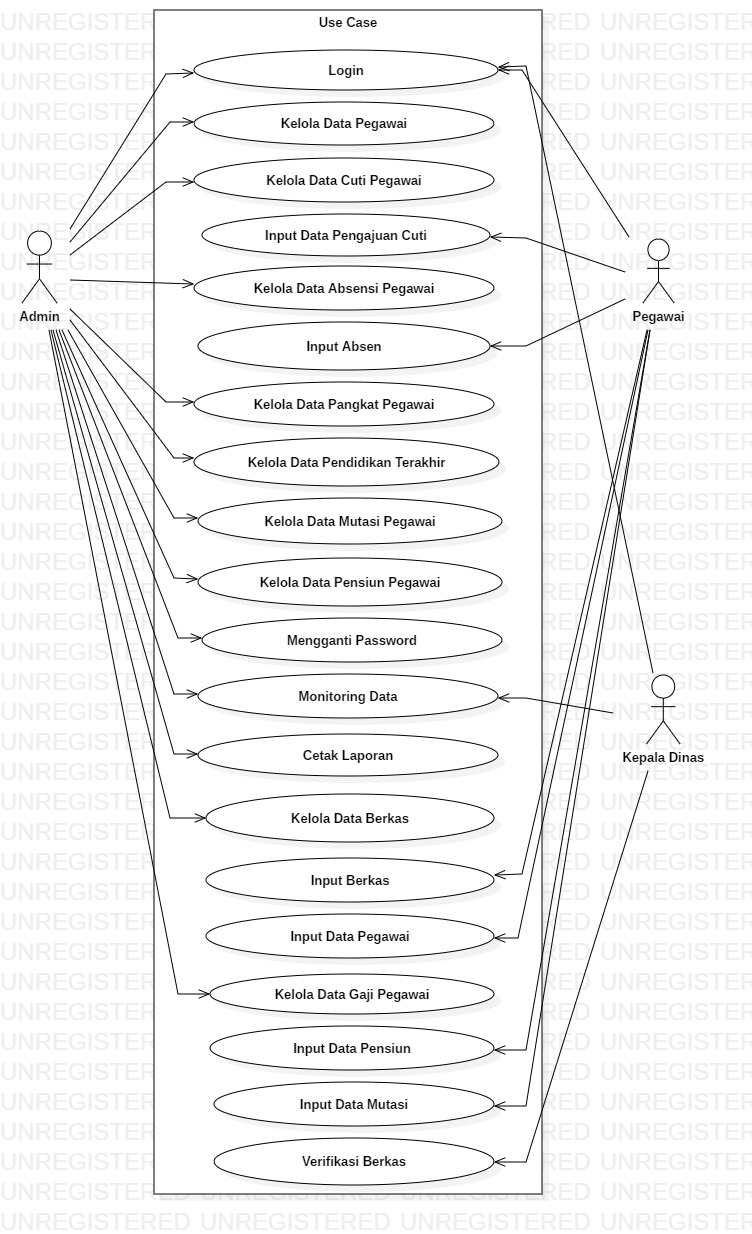 Use Case
Login
Kelola Data Pegawai
Kelola Data Cuti Pegawai
Input Data Pengajuan Cuti
Kelola Data Absensi Pegawai
Admin
Pegawai
Input Absen
Kelola Data Pangkat Pegawai
Kelola Data Pendidikan Terakhir
Kelola Data Mutasi Pegawai
Kelola Data Pensiun Pegawai
Mengganti Password
Monitoring Data
Cetak Laporan
Kepala Dinas
Kelola Data Berkas
Input Berkas
Input Data Pegawai
Kelola Data Gaji Pegawai
Input Data Pensiun
Input Data Mutasi
Verifikasi Berkas
UNREGISTERED UNREGISTERED UNREGISTERED UNREGISTERED